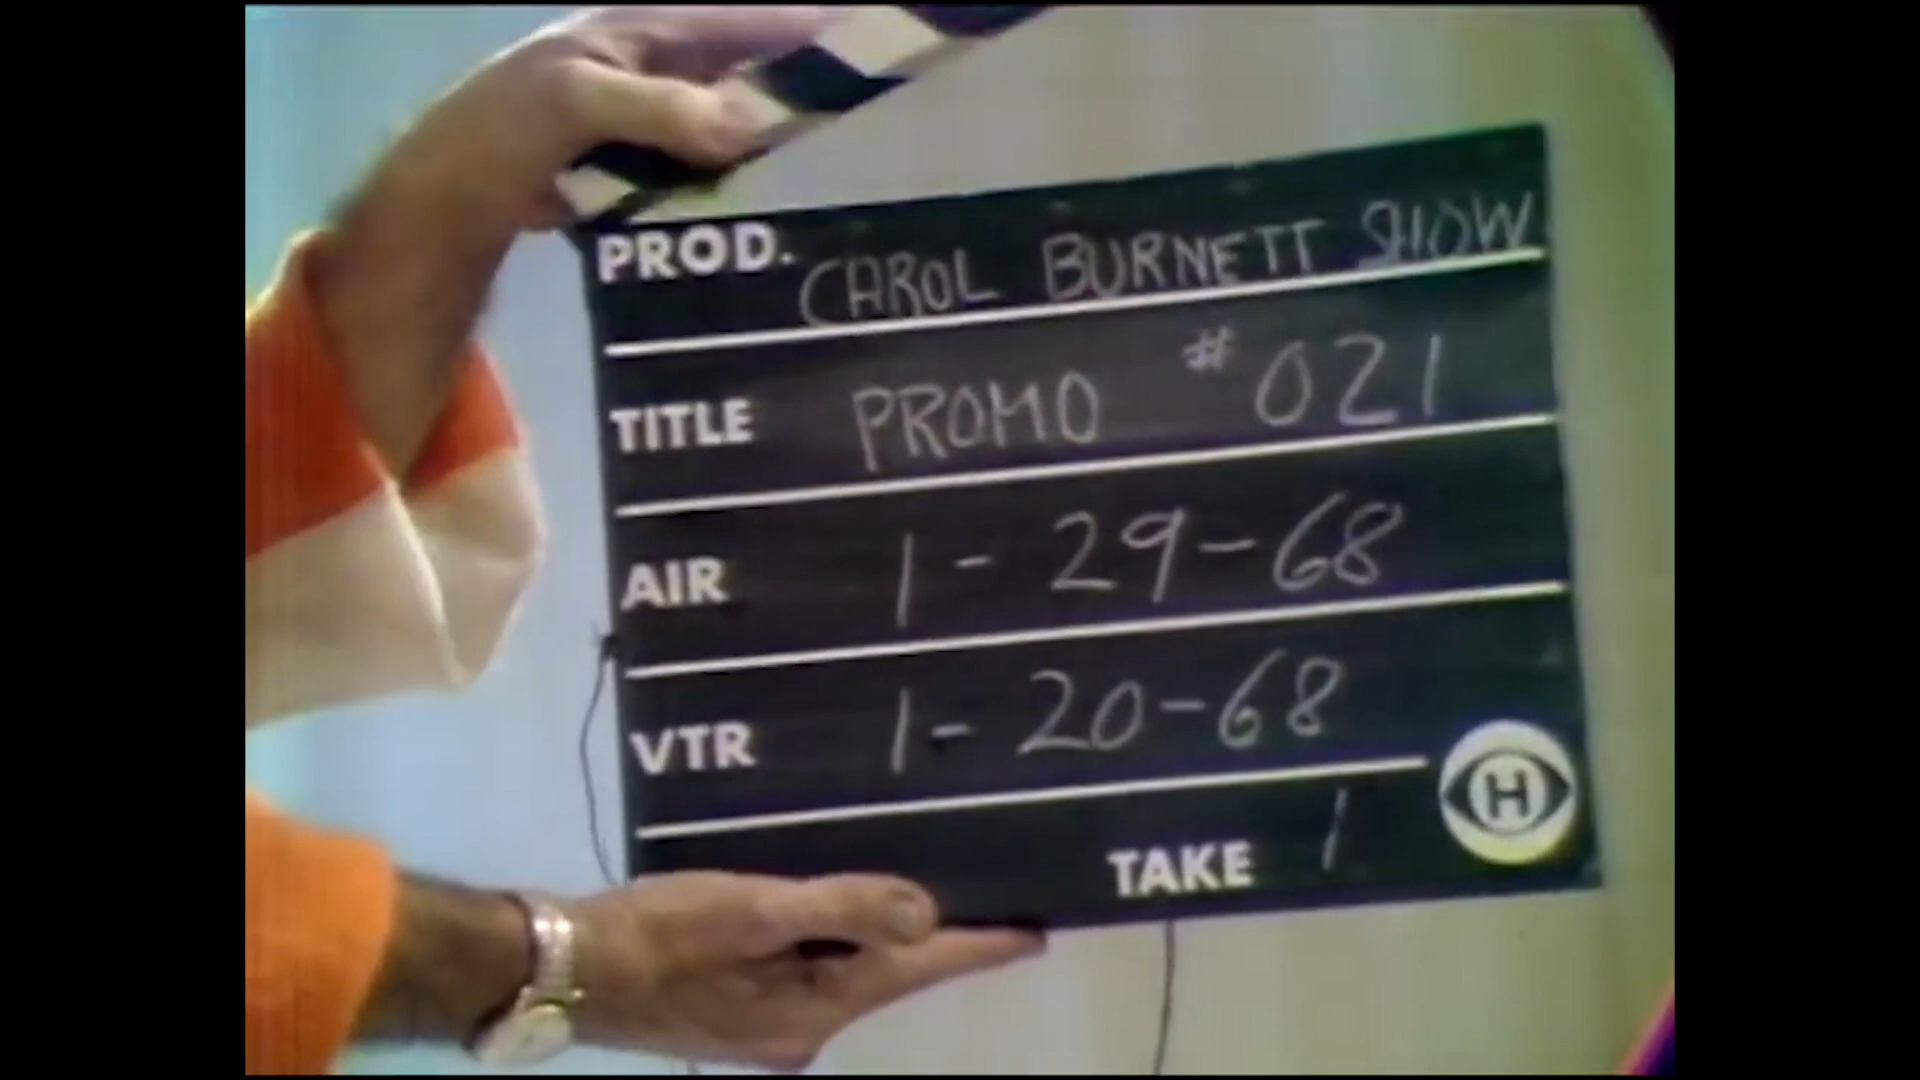 PROD. CAROL BURNETT SHOW
TITLE PROMO #021
AIR 1-29-68
VTR 1-20-68
TAKE 1
H